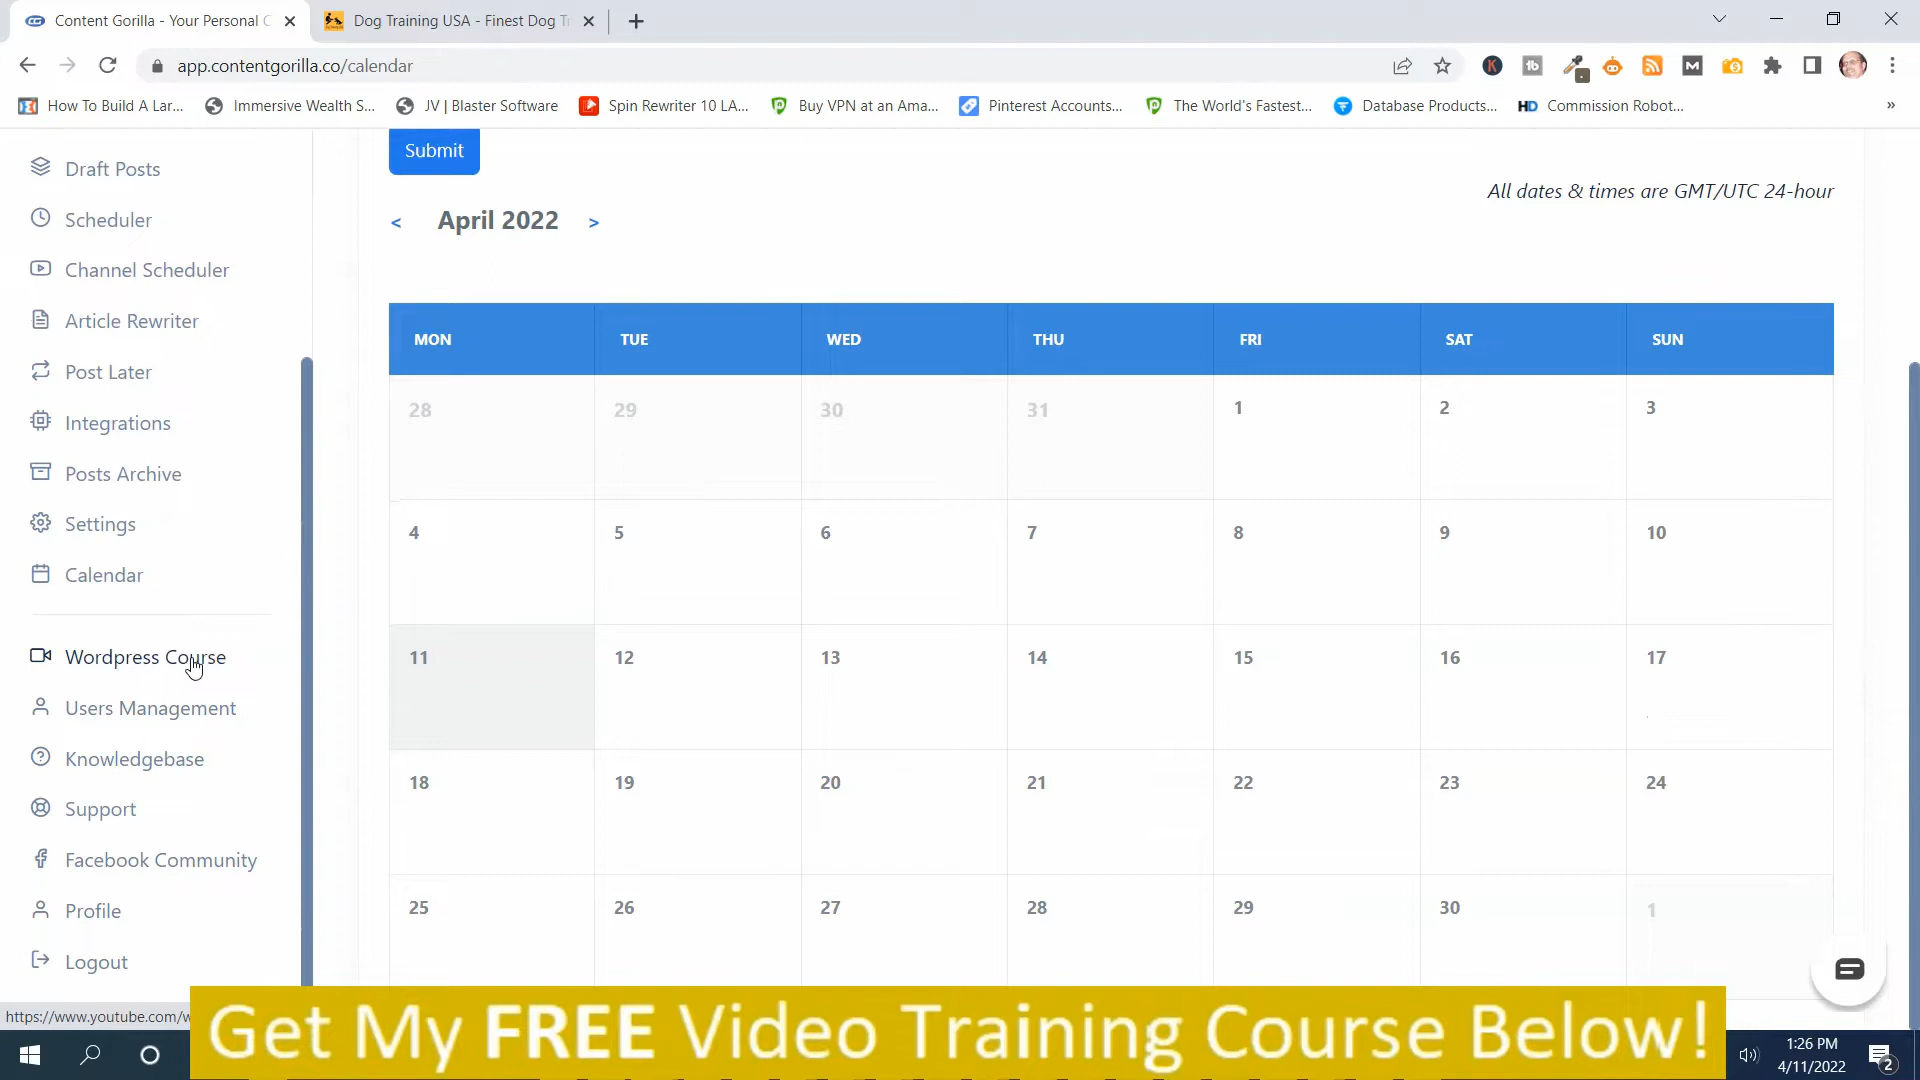 Content Gorilla - Your Personal C
Dog Training USA - Finest Dog Tr
app.contentgorilla.co/calendar
How To Build A Lar...
Immersive Wealth S...
JV | Blaster Software
Spin Rewriter 10 LA...
Buy VPN at an Ama...
Pinterest Accounts...
The World's Fastest...
Database Products...
HD Commission Robot...
»
Draft Posts
Scheduler
Channel Scheduler
Article Rewriter
Post Later
Integrations
Posts Archive
Settings
Calendar
Wordpress Course
Users Management
Knowledgebase
Support
Facebook Community
Profile
Logout
Submit
All dates & times are GMT/UTC 24-hour
< April 2022 >
MON TUE WED THU FRI SAT SUN
28 29 30 31 1 2 3
4 5 6 7 8 9 10
11 12 13 14 15 16 17
18 19 20 21 22 23 24
25 26 27 28 29 30 1
https://www.youtube.com/w
Get My FREE Video Training Course Below!
1:26 PM
4/11/2022
2